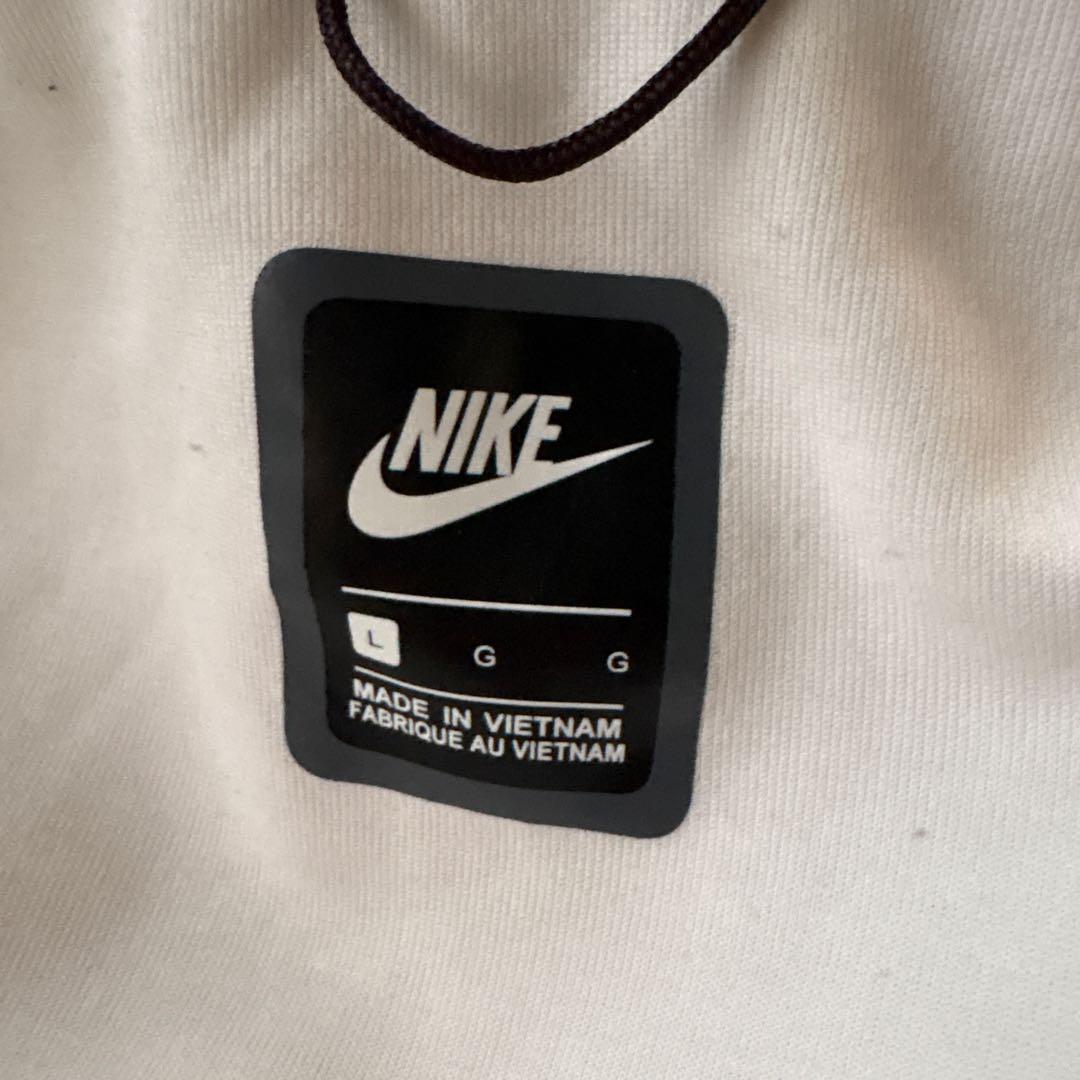 NIKE
L G G
MADE IN VIETNAM
FABRIQUE AU VIETNAM